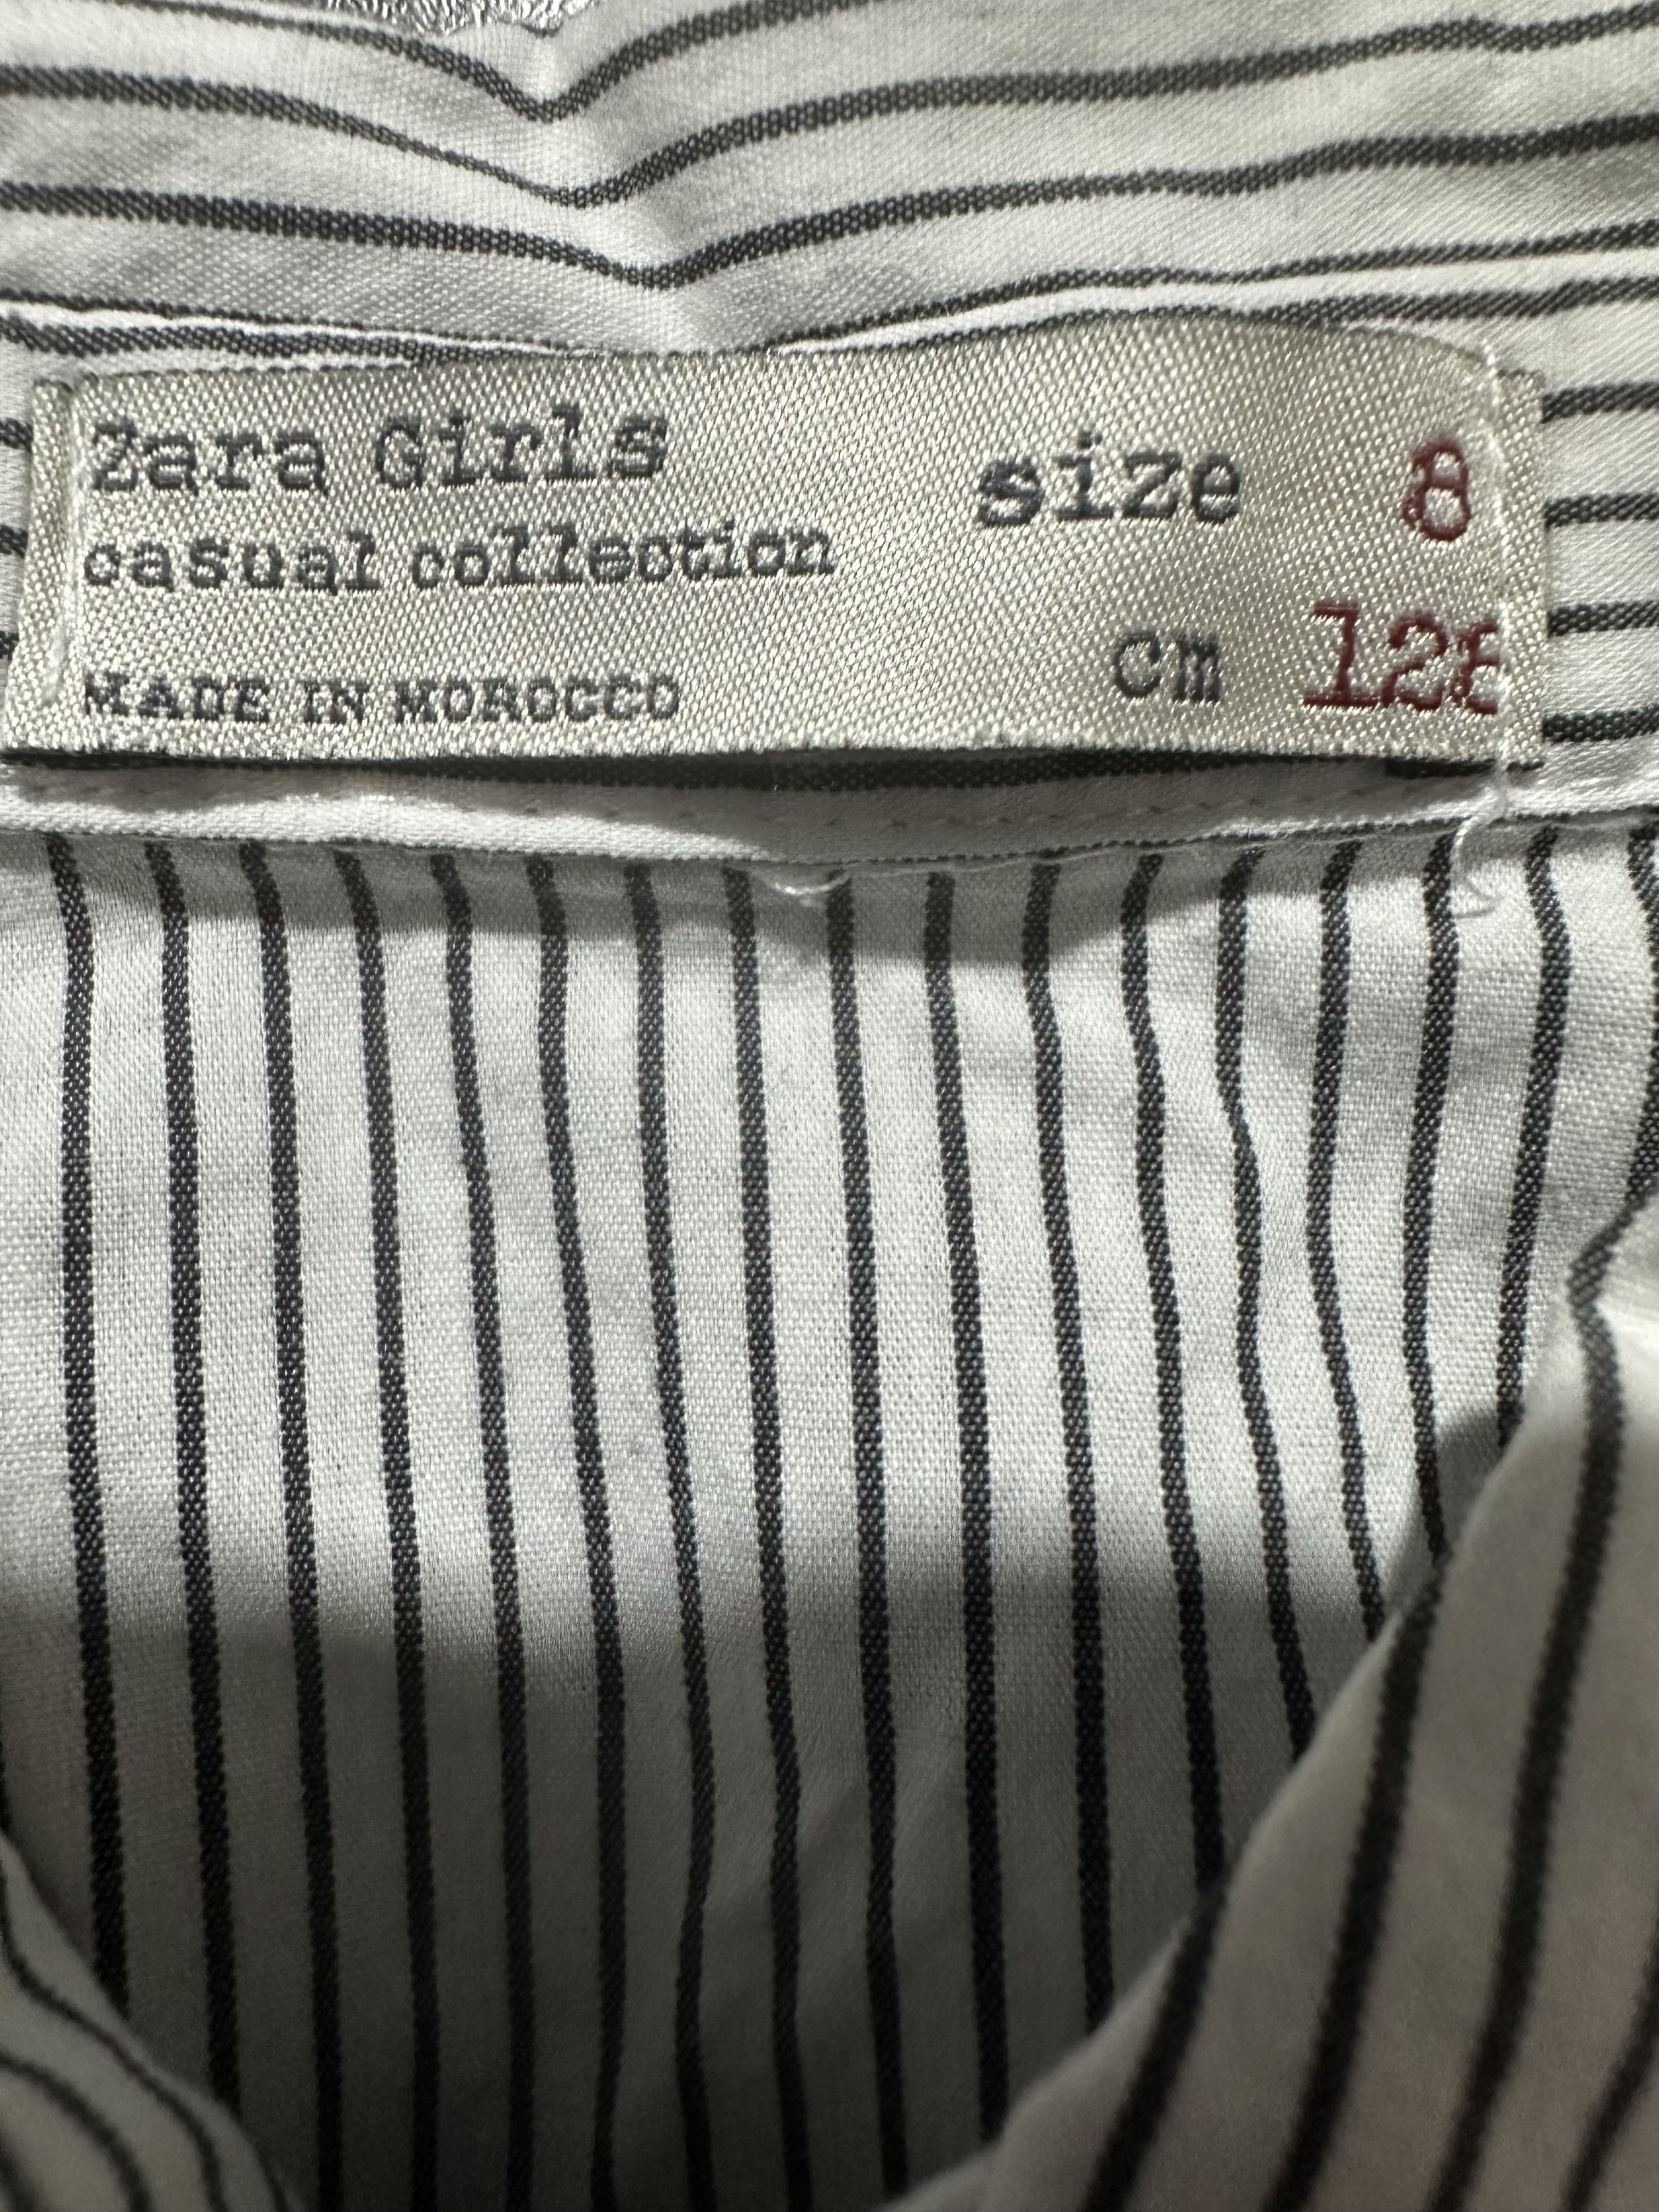 Zara Girls
casual collection
MADE IN MOROCCO
size 8
cm 128